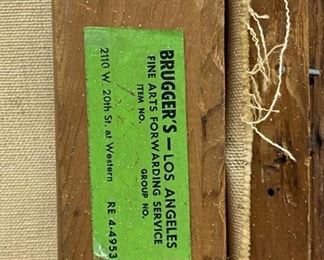 BRUGGER'S — LOS ANGELES
FINE ARTS FORWARDING SERVICE
ITEM NO. GROUP NO.
2110 W. 20th St. at Western RE 4-4953